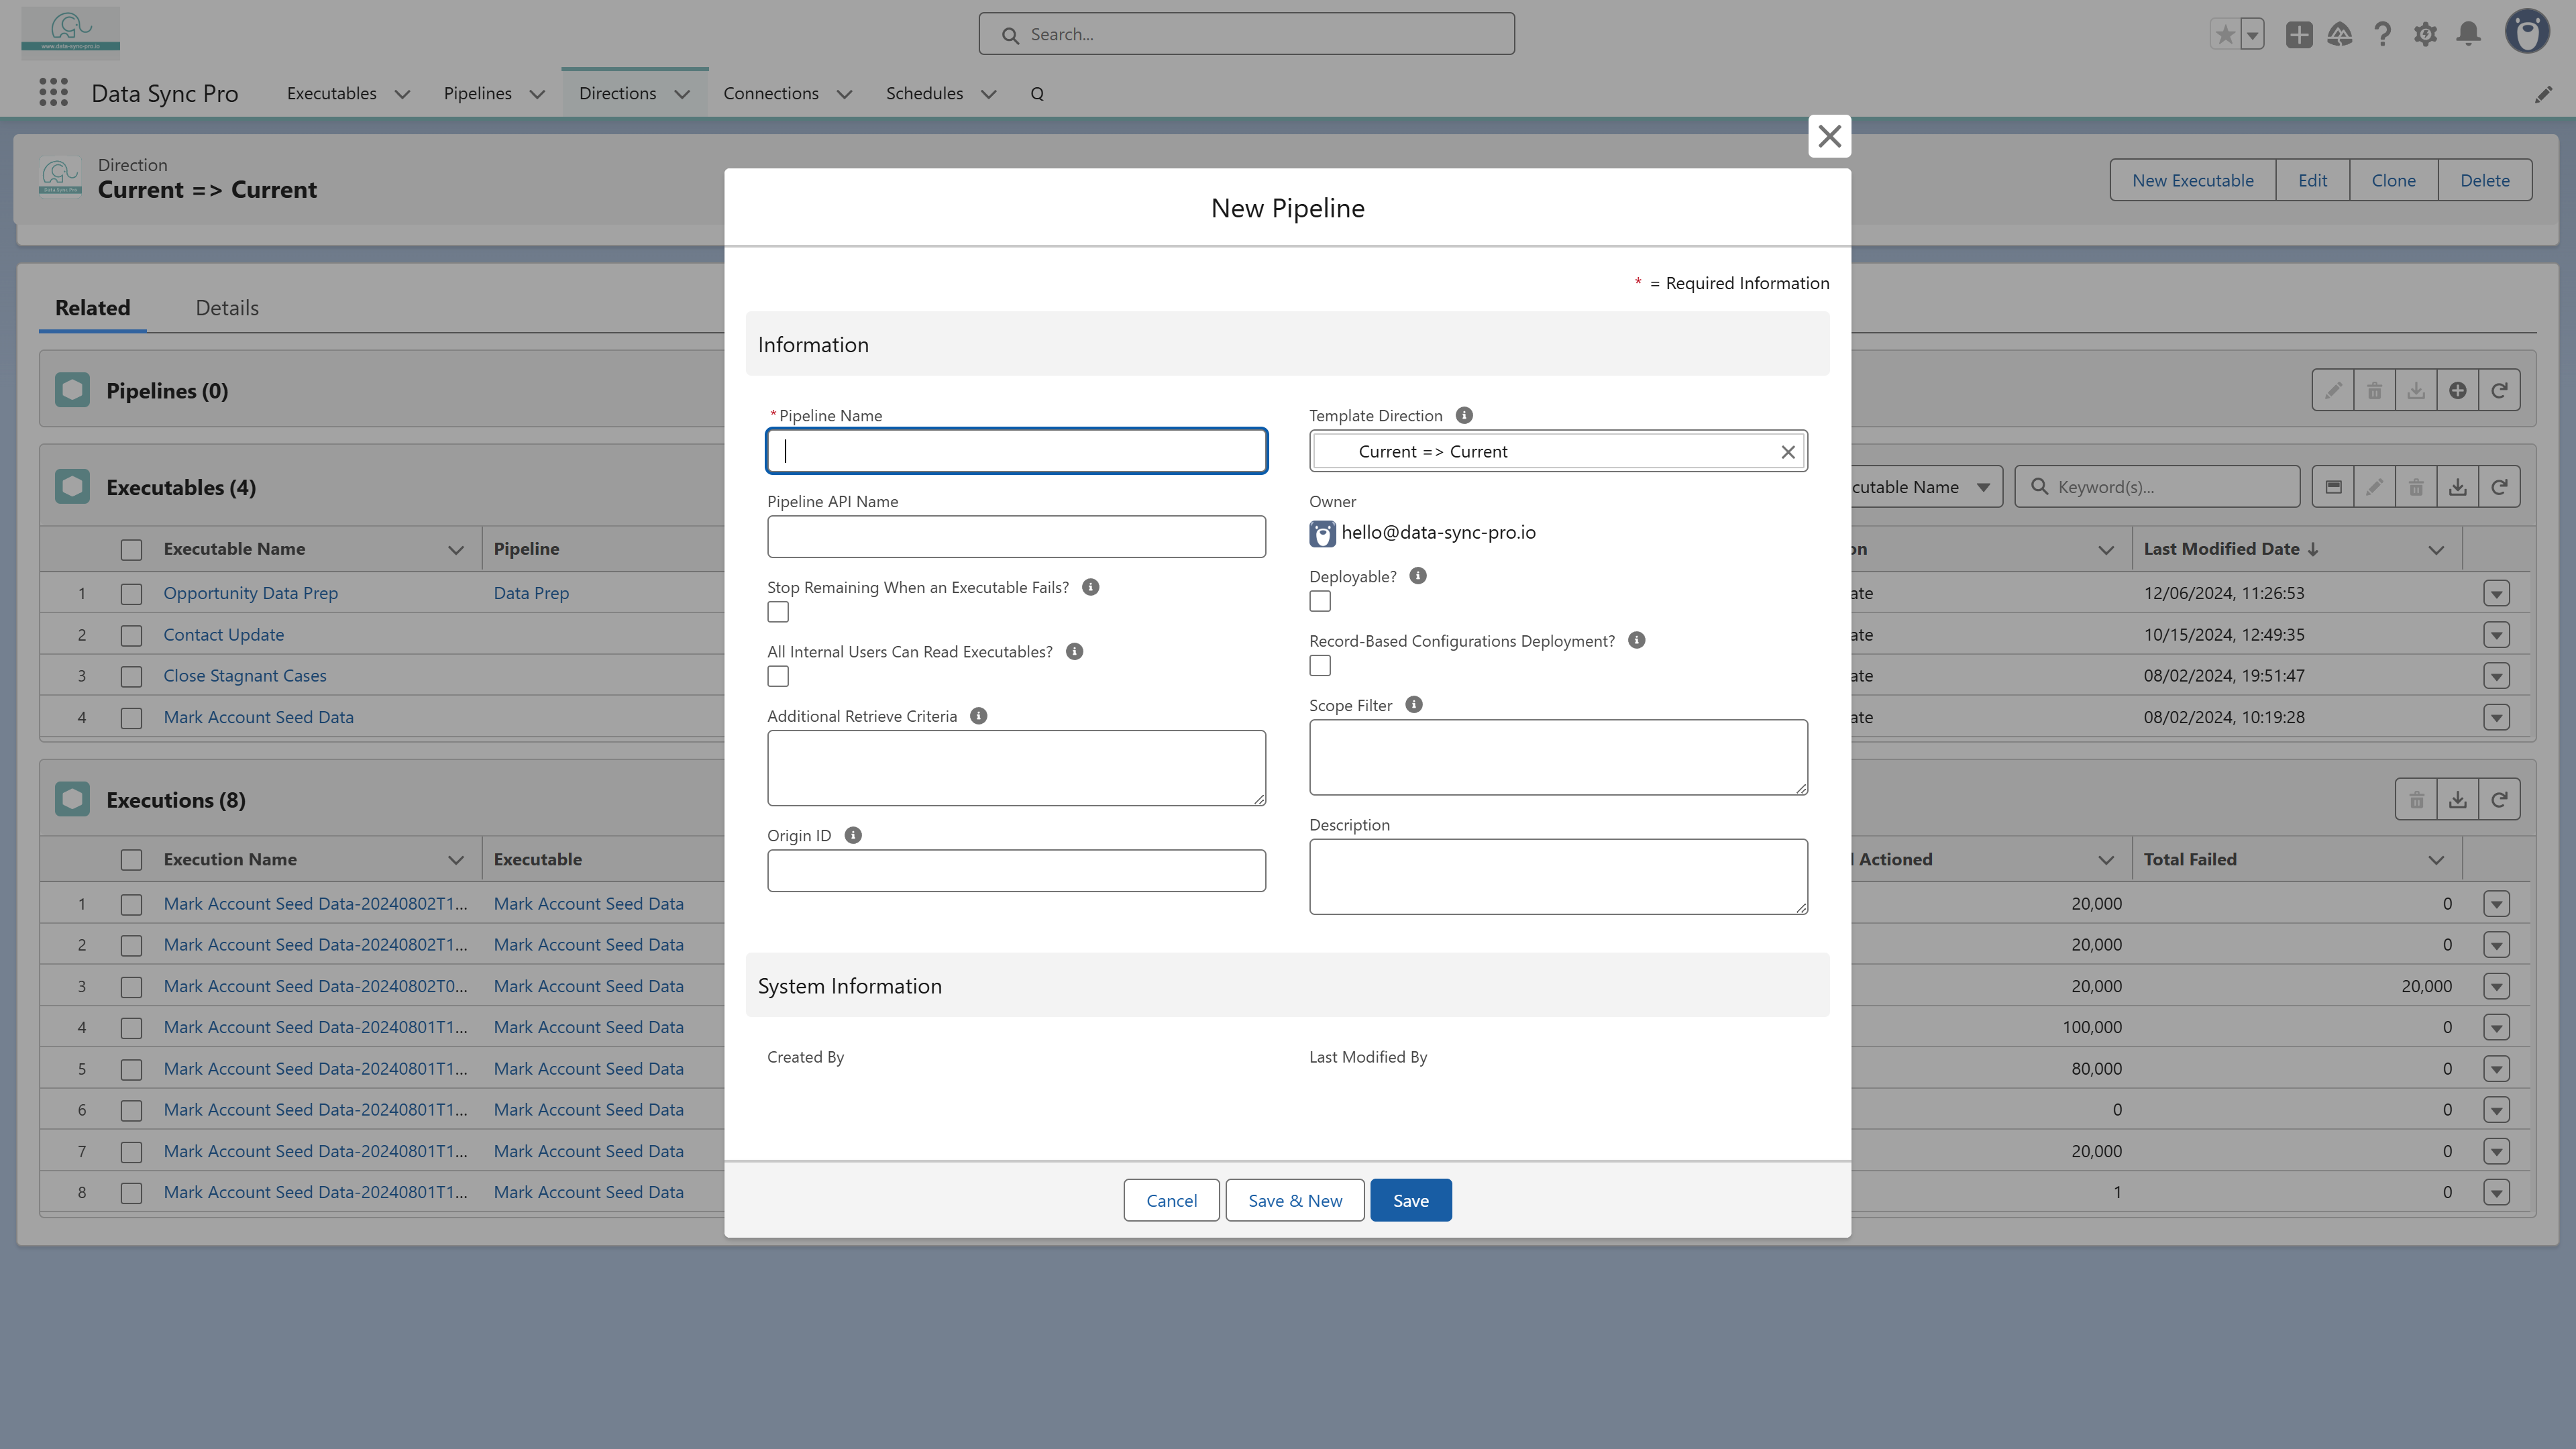 www.data-sync-pro.io
Search...
Data Sync Pro
Executables
Pipelines
Directions
Connections
Schedules
Q
Direction
Current => Current
New Executable
Edit
Clone
Delete
Related
Details
Pipelines (0)
Executables (4)
cutable Name
Keyword(s)...
Executable Name
Pipeline
on
Last Modified Date
1 Opportunity Data Prep Data Prep ate 12/06/2024, 11:26:53
2 Contact Update ate 10/15/2024, 12:49:35
3 Close Stagnant Cases ate 08/02/2024, 19:51:47
4 Mark Account Seed Data ate 08/02/2024, 10:19:28
Executions (8)
Execution Name
Executable
Actioned
Total Failed
1 Mark Account Seed Data-20240802T1... Mark Account Seed Data 20,000 0
2 Mark Account Seed Data-20240802T1... Mark Account Seed Data 20,000 0
3 Mark Account Seed Data-20240802T0... Mark Account Seed Data 20,000 20,000
4 Mark Account Seed Data-20240801T1... Mark Account Seed Data 100,000 0
5 Mark Account Seed Data-20240801T1... Mark Account Seed Data 80,000 0
6 Mark Account Seed Data-20240801T1... Mark Account Seed Data 0 0
7 Mark Account Seed Data-20240801T1... Mark Account Seed Data 20,000 0
8 Mark Account Seed Data-20240801T1... Mark Account Seed Data 1 0
New Pipeline
* = Required Information
Information
*Pipeline Name
Template Direction
Current => Current
Pipeline API Name
Owner
hello@data-sync-pro.io
Stop Remaining When an Executable Fails?
Deployable?
All Internal Users Can Read Executables?
Record-Based Configurations Deployment?
Additional Retrieve Criteria
Scope Filter
Origin ID
Description
System Information
Created By
Last Modified By
Cancel
Save & New
Save